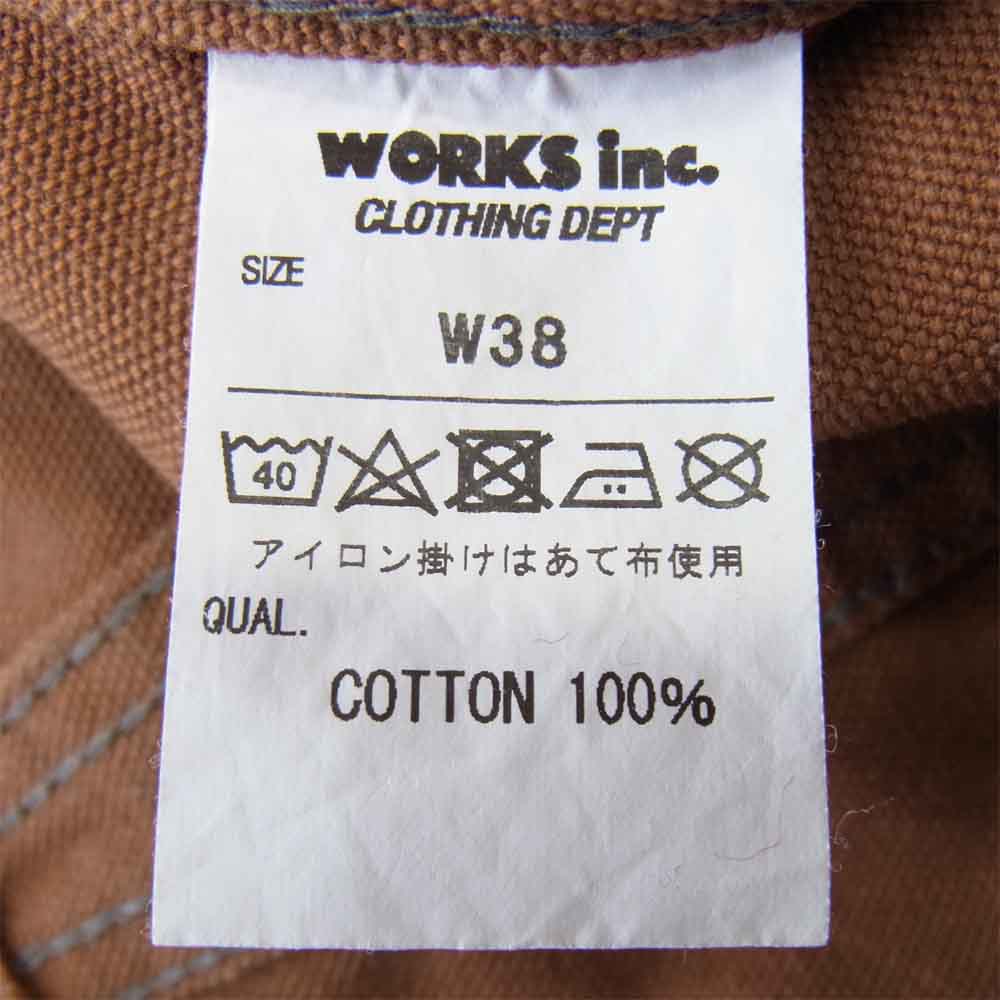 WORKS inc.
CLOTHING DEPT
SIZE
W38
40
アイロン掛けはあて布使用
QUAL.
COTTON 100%